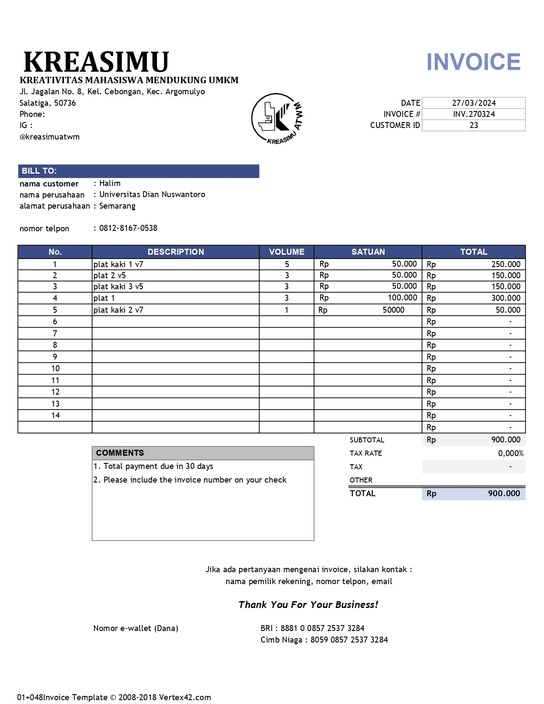 KREASIMU
INVOICE
KREATIVITAS MAHASISWA MENDUKUNG UMKM
Jl. Jagalan No. 8, Kel. Cebongan, Kec. Argomulyo
Salatiga, 50736
Phone:
IG :
@kreasimuatwm
KREASIMU ATWM
DATE 27/03/2024
INVOICE # INV.270324
CUSTOMER ID 23
BILL TO:
nama customer : Halim
nama perusahaan : Universitas Dian Nuswantoro
alamat perusahaan : Semarang
nomor telpon : 0812-8167-0538
No. DESCRIPTION VOLUME SATUAN TOTAL
1 plat kaki 1 v7 5 Rp 50.000 Rp 250.000
2 plat 2 v5 3 Rp 50.000 Rp 150.000
3 plat kaki 3 v5 3 Rp 50.000 Rp 150.000
4 plat 1 3 Rp 100.000 Rp 300.000
5 plat kaki 2 v7 1 Rp 50000 Rp 50.000
6 Rp -
7 Rp -
8 Rp -
9 Rp -
10 Rp -
11 Rp -
12 Rp -
13 Rp -
14 Rp -
Rp -
SUBTOTAL Rp 900.000
TAX RATE 0,000%
TAX -
OTHER
TOTAL Rp 900.000
COMMENTS
1. Total payment due in 30 days
2. Please include the invoice number on your check
Jika ada pertanyaan mengenai invoice, silakan kontak :
nama pemilik rekening, nomor telpon, email
Thank You For Your Business!
Nomor e-wallet (Dana) BRI : 8881 0 0857 2537 3284
Cimb Niaga : 8059 0857 2537 3284
01+048Invoice Template © 2008-2018 Vertex42.com